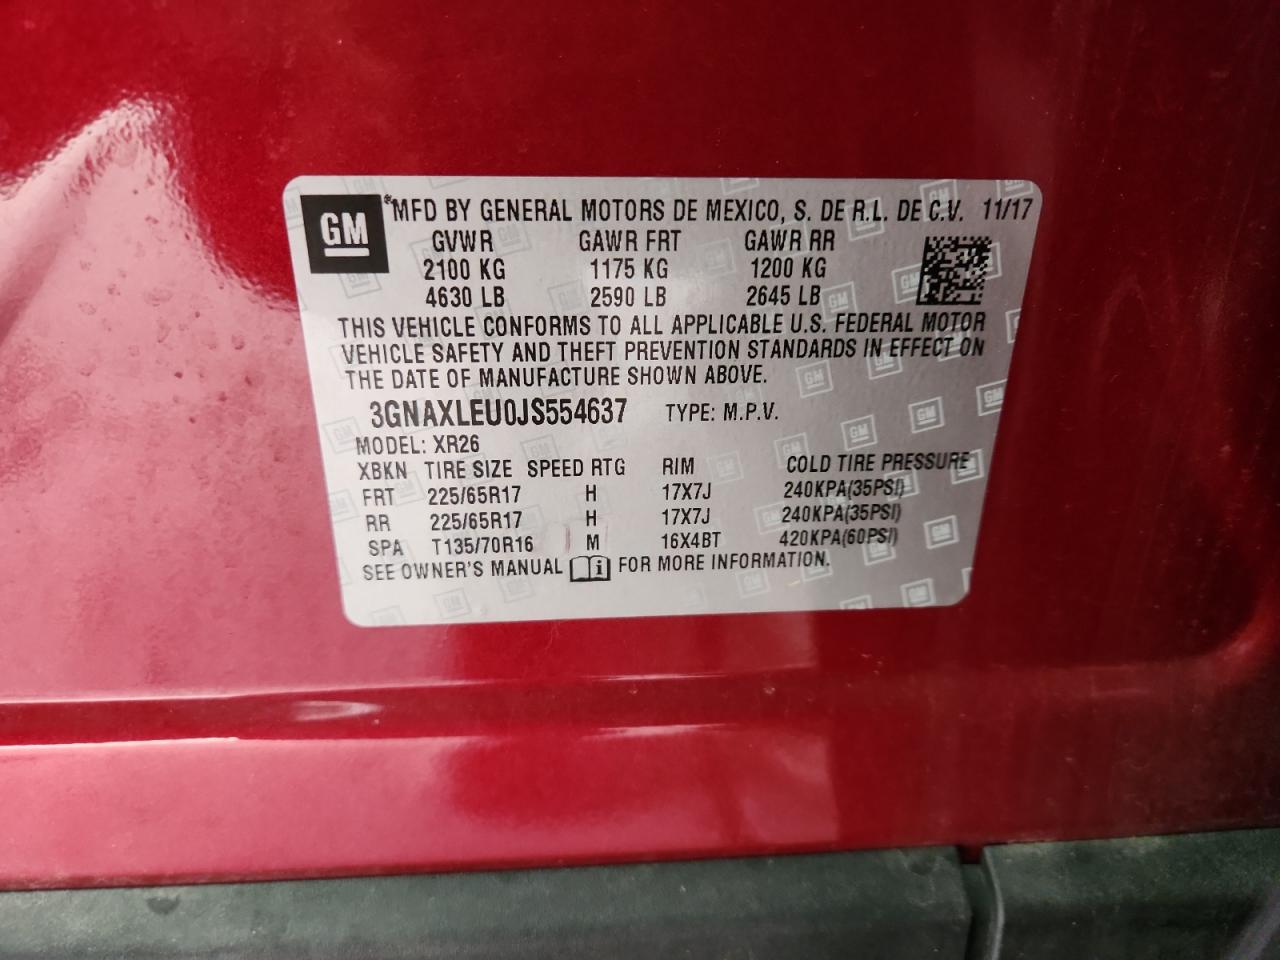 GM
*MFD BY GENERAL MOTORS DE MEXICO, S. DE R.L. DE C.V. 11/17
GVWR GAWR FRT GAWR RR
2100 KG 1175 KG 1200 KG
4630 LB 2590 LB 2645 LB
THIS VEHICLE CONFORMS TO ALL APPLICABLE U.S. FEDERAL MOTOR
VEHICLE SAFETY AND THEFT PREVENTION STANDARDS IN EFFECT ON
THE DATE OF MANUFACTURE SHOWN ABOVE.
3GNAXLEU0JS554637 TYPE: M.P.V.
MODEL: XR26
XBKN TIRE SIZE SPEED RTG RIM COLD TIRE PRESSURE
FRT 225/65R17 H 17X7J 240KPA(35PSI)
RR 225/65R17 H 17X7J 240KPA(35PSI)
SPA T135/70R16 M 16X4BT 420KPA(60PSI)
SEE OWNER'S MANUAL i FOR MORE INFORMATION.